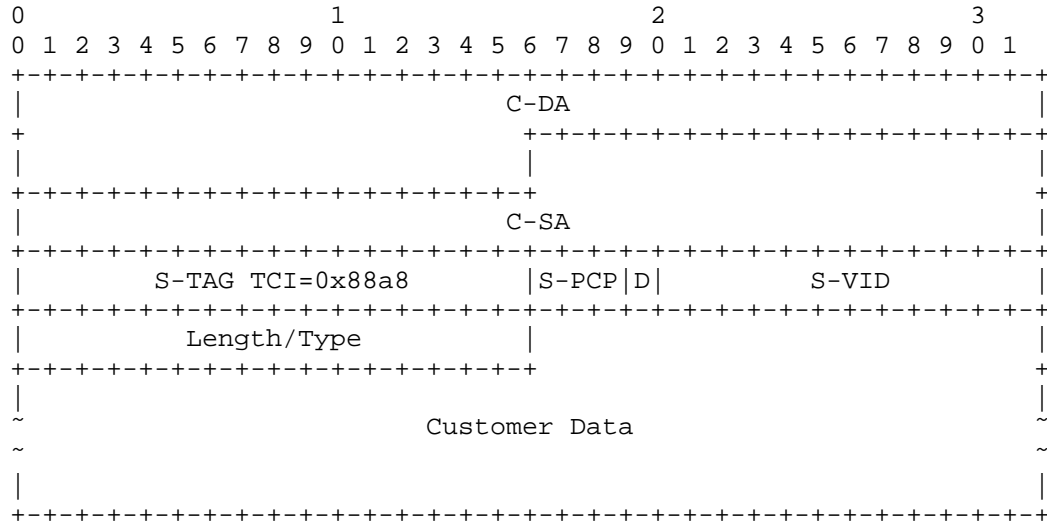 0                   1                   2                   3
0 1 2 3 4 5 6 7 8 9 0 1 2 3 4 5 6 7 8 9 0 1 2 3 4 5 6 7 8 9 0 1
+-+-+-+-+-+-+-+-+-+-+-+-+-+-+-+-+-+-+-+-+-+-+-+-+-+-+-+-+-+-+-+-+
|                              C-DA                             |
+                               +-+-+-+-+-+-+-+-+-+-+-+-+-+-+-+-+
|                               |                               |
+-+-+-+-+-+-+-+-+-+-+-+-+-+-+-+-+                               +
|                              C-SA                             |
+-+-+-+-+-+-+-+-+-+-+-+-+-+-+-+-+-+-+-+-+-+-+-+-+-+-+-+-+-+-+-+-+
|        S-TAG TCI=0x88a8       |S-PCP|D|         S-VID         |
+-+-+-+-+-+-+-+-+-+-+-+-+-+-+-+-+-+-+-+-+-+-+-+-+-+-+-+-+-+-+-+-+
|          Length/Type          |                               |
+-+-+-+-+-+-+-+-+-+-+-+-+-+-+-+-+                               +
|                                                               |
~                         Customer Data                         ~
~                                                               ~
|                                                               |
+-+-+-+-+-+-+-+-+-+-+-+-+-+-+-+-+-+-+-+-+-+-+-+-+-+-+-+-+-+-+-+-+